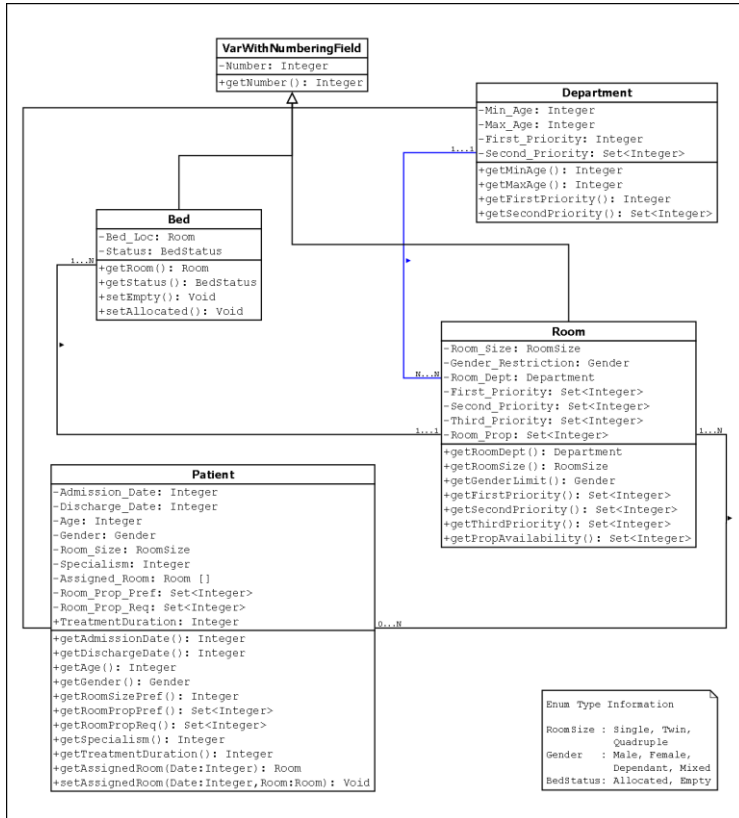 VarWithNumberingField
-Number: Integer
+getNumber(): Integer
Department
-Min_Age: Integer
-Max_Age: Integer
-First_Priority: Integer
-Second_Priority: Set<Integer>
+getMinAge(): Integer
+getMaxAge(): Integer
+getFirstPriority(): Integer
+getSecondPriority(): Set<Integer>
1...1
Bed
-Bed_Loc: Room
-Status: BedStatus
+getRoom(): Room
+getStatus(): BedStatus
+setEmpty(): Void
+setAllocated(): Void
1...N
Room
-Room_Size: RoomSize
-Gender_Restriction: Gender
-Room_Dept: Department
-First_Priority: Set<Integer>
-Second_Priority: Set<Integer>
-Third_Priority: Set<Integer>
-Room_Prop: Set<Integer>
+getRoomDept(): Department
+getRoomSize(): RoomSize
+getGenderLimit(): Gender
+getFirstPriority(): Set<Integer>
+getSecondPriority(): Set<Integer>
+getThirdPriority(): Set<Integer>
+getPropAvailability(): Set<Integer>
N...N
1...1
1...N
Patient
-Admission_Date: Integer
-Discharge_Date: Integer
-Age: Integer
-Gender: Gender
-Room_Size: RoomSize
-Specialism: Integer
-Assigned_Room: Room []
-Room_Prop_Pref: Set<Integer>
-Room_Prop_Req: Set<Integer>
+TreatmentDuration: Integer
+getAdmissionDate(): Integer
+getDischargeDate(): Integer
+getAge(): Integer
+getGender(): Gender
+getRoomSizePref(): Integer
+getRoomPropPref(): Set<Integer>
+getRoomPropReq(): Set<Integer>
+getSpecialism(): Integer
+getTreatmentDuration(): Integer
+getAssignedRoom(Date:Integer): Room
+setAssignedRoom(Date:Integer,Room:Room): Void
0...N
Enum Type Information
RoomSize : Single, Twin,
Quadruple
Gender : Male, Female,
Dependant, Mixed
BedStatus: Allocated, Empty